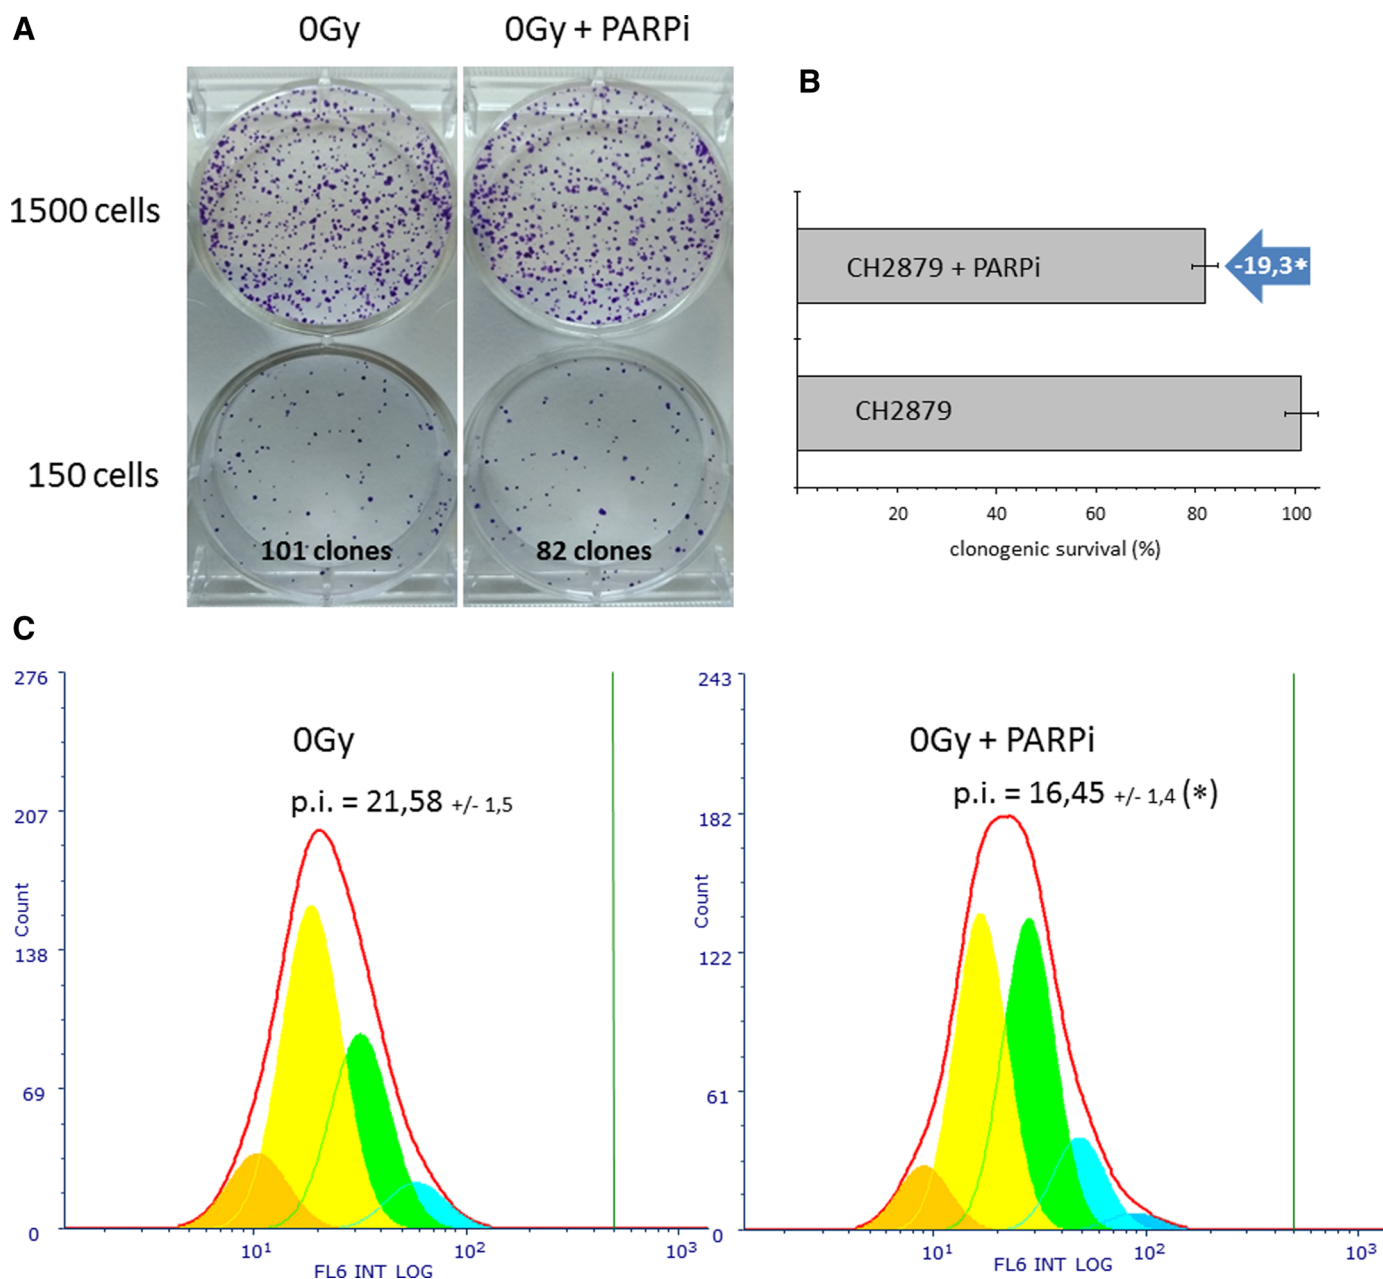 A
0Gy
0Gy + PARPi
1500 cells
150 cells
101 clones
82 clones
B
CH2879 + PARPi
-19,3*
CH2879
20 40 60 80 100
clonogenic survival (%)
C
276
207
138
69
0
Count
0Gy
p.i. = 21,58 +/- 1,5
10¹ 10² 10³
FL6 INT LOG
243
182
122
61
0
Count
0Gy + PARPi
p.i. = 16,45 +/- 1,4 (*)
10¹ 10² 10³
FL6 INT LOG